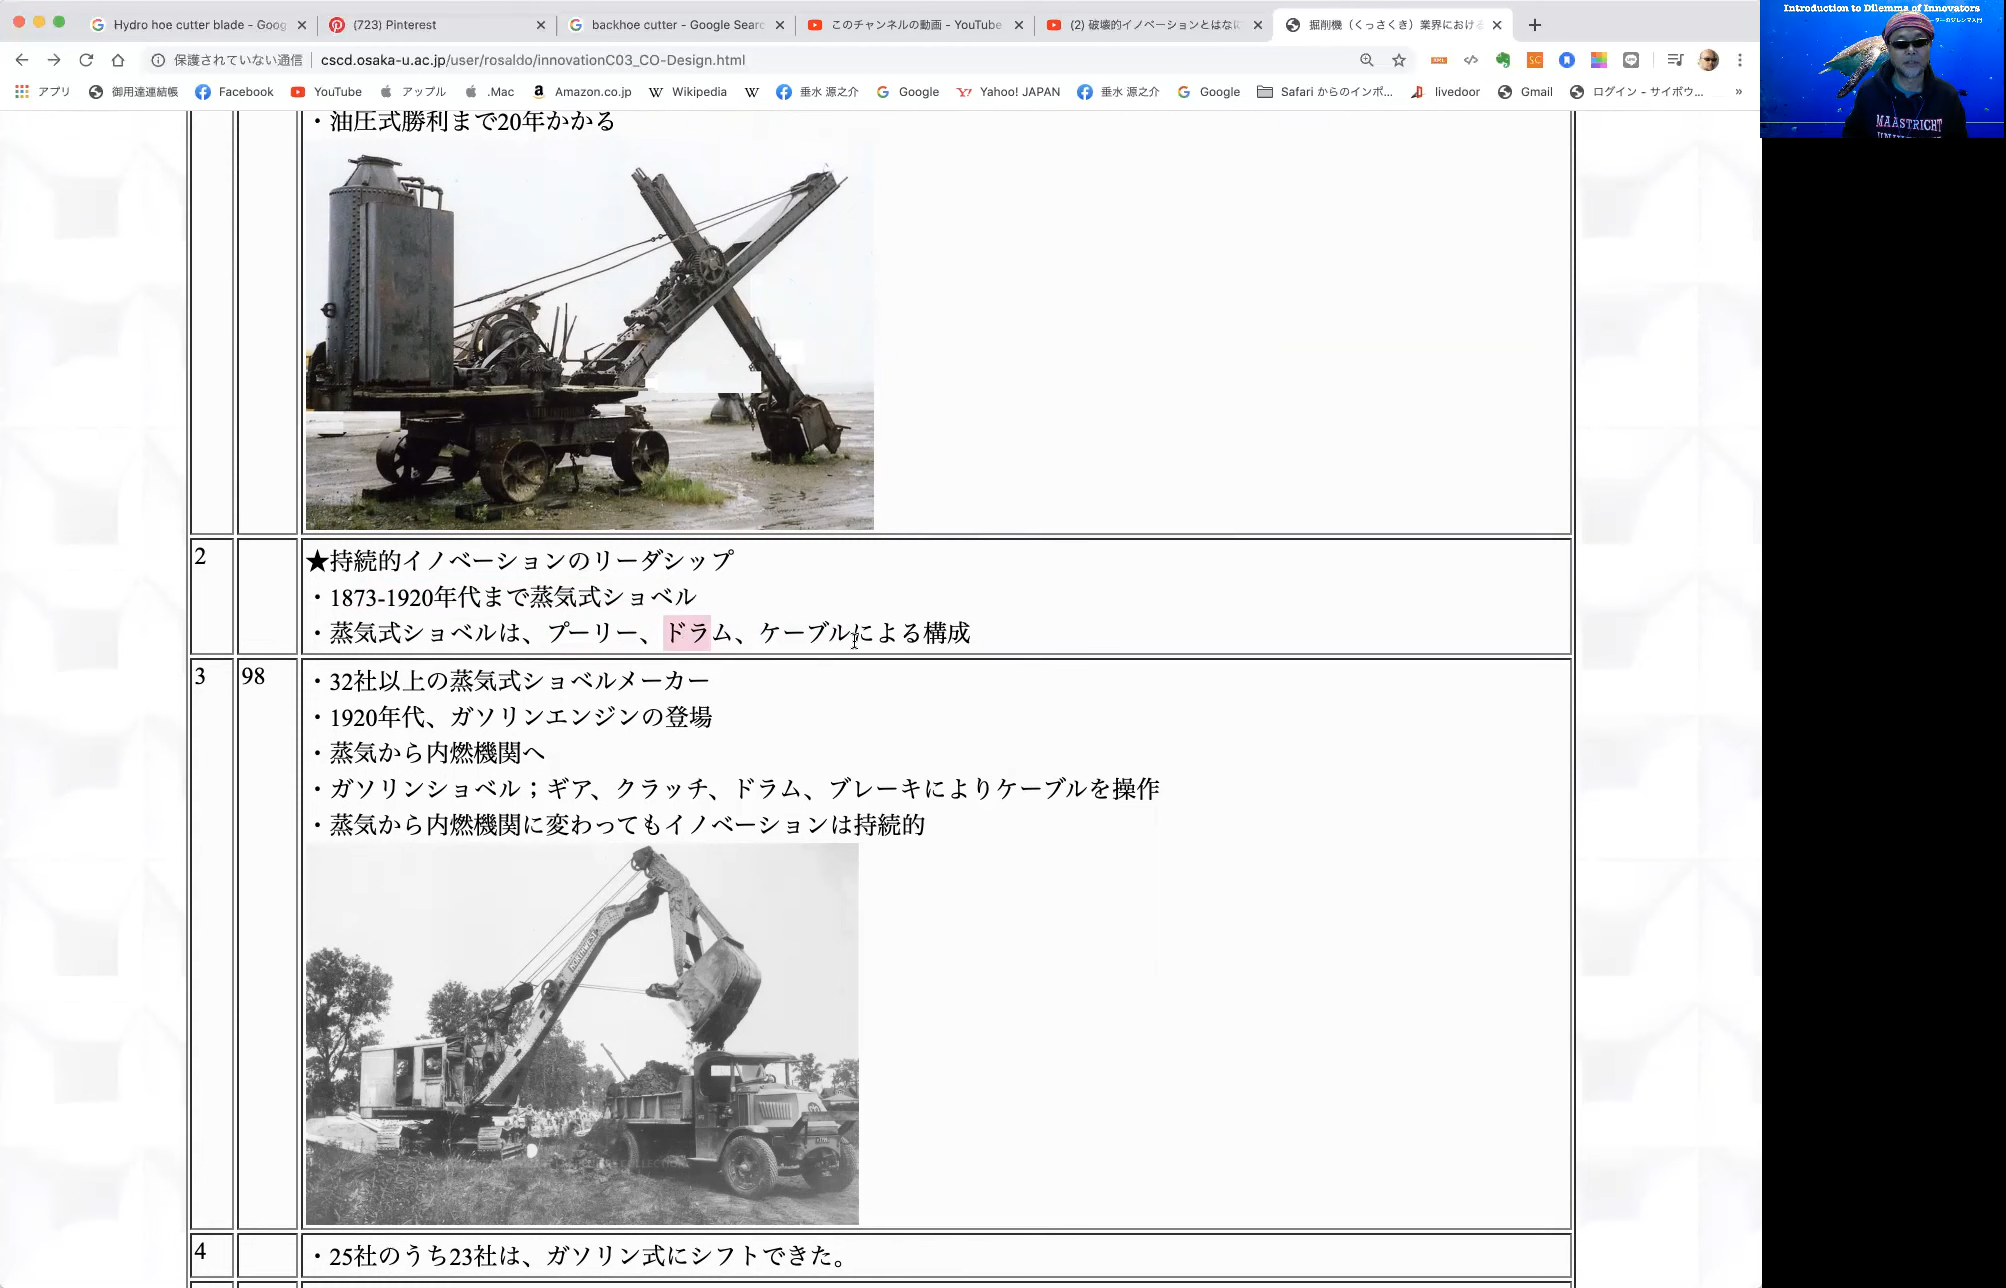 Hydro hoe cutter blade - Goog
(723) Pinterest
backhoe cutter - Google Searc
このチャンネルの動画 - YouTube
(2) 破壊的イノベーションとはなに
掘削機（くっさくき）業界におけ
保護されていない通信
cscd.osaka-u.ac.jp/user/rosaldo/innovationC03_CO-Design.html
アプリ
御用達連結帳
Facebook
YouTube
アップル
.Mac
Amazon.co.jp
Wikipedia
垂水 源之介
Google
Yahoo! JAPAN
垂水 源之介
Google
Safari からのインポ...
livedoor
Gmail
ログイン - サイボウ...
»
Introduction to Dilemma of Innovators
MAASTRICHT
・油圧式勝利まで20年かかる
2
★持続的イノベーションのリーダシップ
・1873-1920年代まで蒸気式ショベル
・蒸気式ショベルは、プーリー、ドラム、ケーブルによる構成
3
98
・32社以上の蒸気式ショベルメーカー
・1920年代、ガソリンエンジンの登場
・蒸気から内燃機関へ
・ガソリンショベル；ギア、クラッチ、ドラム、ブレーキによりケーブルを操作
・蒸気から内燃機関に変わってもイノベーションは持続的
NORTHWEST
4
・25社のうち23社は、ガソリン式にシフトできた。